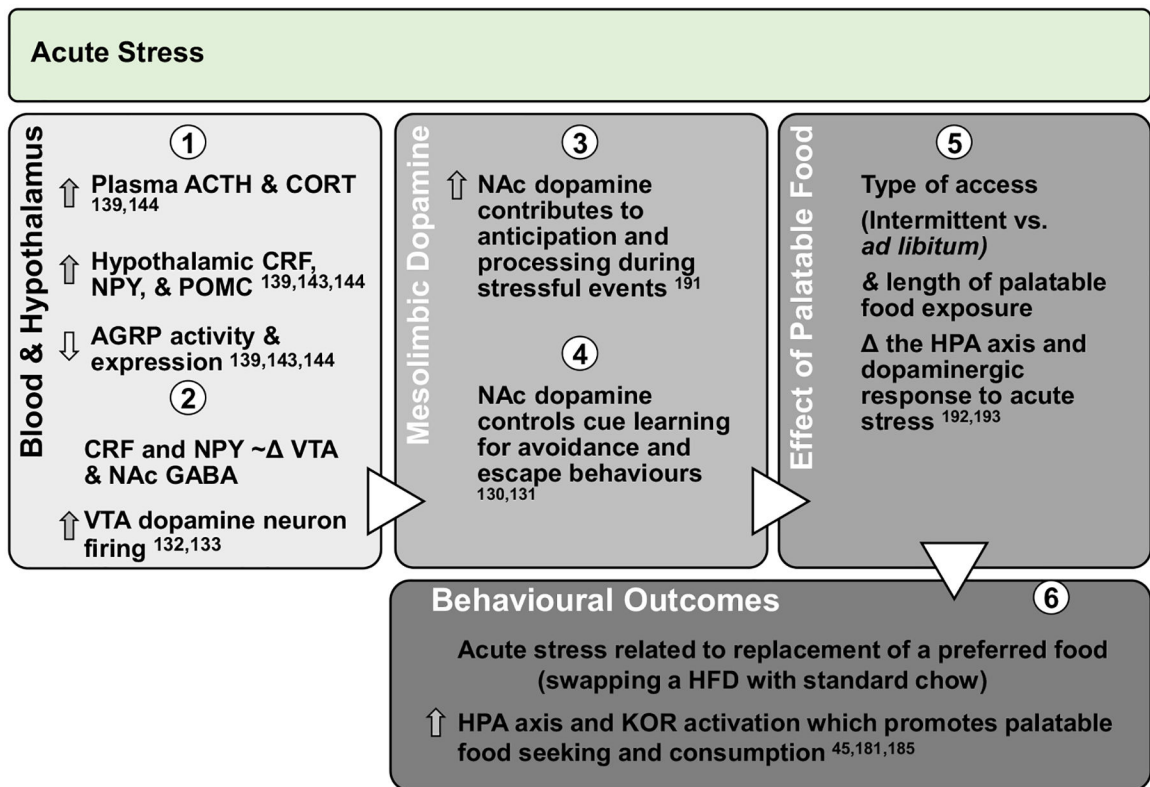 Acute Stress
Blood & Hypothalamus
1
Plasma ACTH & CORT
139,144
Hypothalamic CRF,
NPY, & POMC 139,143,144
AGRP activity &
expression 139,143,144
2
CRF and NPY ~Δ VTA
& NAc GABA
VTA dopamine neuron
firing 132,133
Mesolimbic Dopamine
3
NAc dopamine
contributes to
anticipation and
processing during
stressful events 191
4
NAc dopamine
controls cue learning
for avoidance and
escape behaviours
130,131
Effect of Palatable Food
5
Type of access
(Intermittent vs.
ad libitum)
& length of palatable
food exposure
Δ the HPA axis and
dopaminergic
response to acute
stress 192,193
Behavioural Outcomes
6
Acute stress related to replacement of a preferred food
(swapping a HFD with standard chow)
HPA axis and KOR activation which promotes palatable
food seeking and consumption 45,181,185